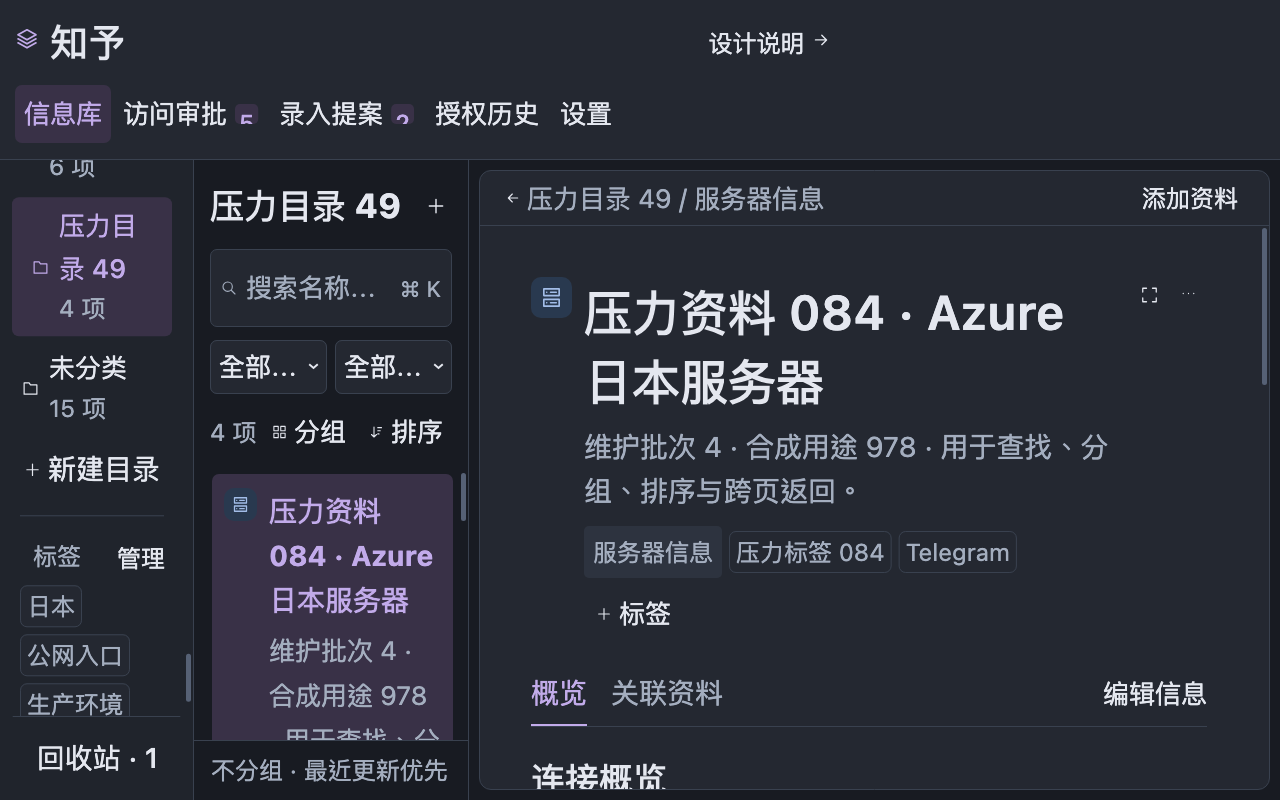 知予
设计说明 →
信息库 访问审批 5 录入提案 2 授权历史 设置
6 项
压力目
录 49
4 项
未分类
15 项
+ 新建目录
标签 管理
日本
公网入口
生产环境
回收站 · 1
压力目录 49 +
搜索名称… ⌘ K
全部… 全部…
4 项 分组 排序
压力资料
084 · Azure
日本服务器
维护批次 4 ·
合成用途 978
· 用于查找、分
不分组 · 最近更新优先
← 压力目录 49 / 服务器信息 添加资料
压力资料 084 · Azure
日本服务器
维护批次 4 · 合成用途 978 · 用于查找、分
组、排序与跨页返回。
服务器信息 压力标签 084 Telegram
+ 标签
概览 关联资料 编辑信息
连接概览